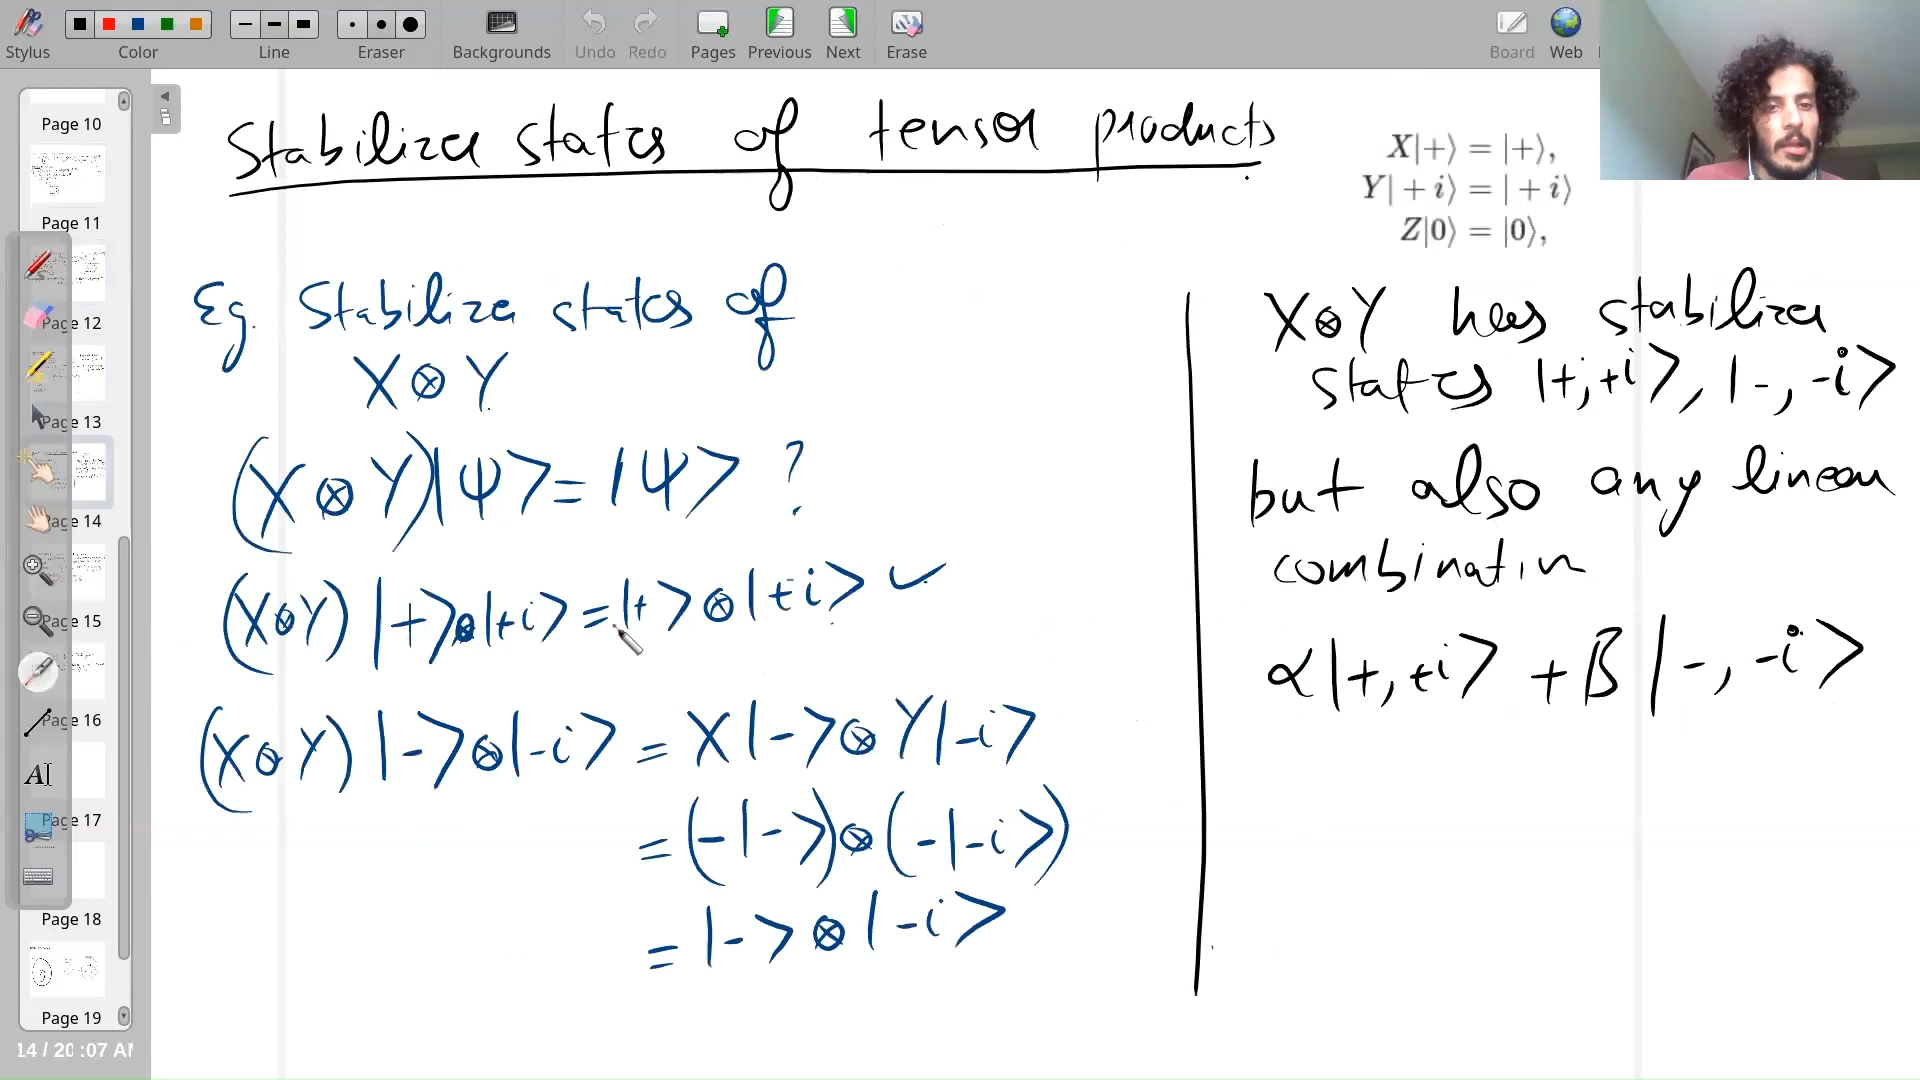 Stylus Color Line Eraser Backgrounds Undo Redo Pages Previous Next Erase Board Web
Page 10
Page 11
Page 12
Page 13
Page 14
Page 15
Page 16
Page 17
Page 18
Page 19
14 / 20
Stabilizer states of tensor products
X|+⟩ = |+⟩,
Y|+i⟩ = |+i⟩
Z|0⟩ = |0⟩,
Eg. Stabilizer states of
X⊗Y
(X⊗Y)|Ψ⟩=|Ψ⟩ ?
(X⊗Y) |+⟩⊗|+i⟩ = |+⟩⊗|+i⟩ ✓
(X⊗Y) |-⟩⊗|-i⟩ = X|-⟩⊗Y|-i⟩
= (-|-⟩)⊗(-|-i⟩)
= |-⟩⊗|-i⟩
X⊗Y has stabilizer
states |+,+i⟩, |-,-i⟩
but also any linear
combination
α|+,+i⟩ + β|-,-i⟩